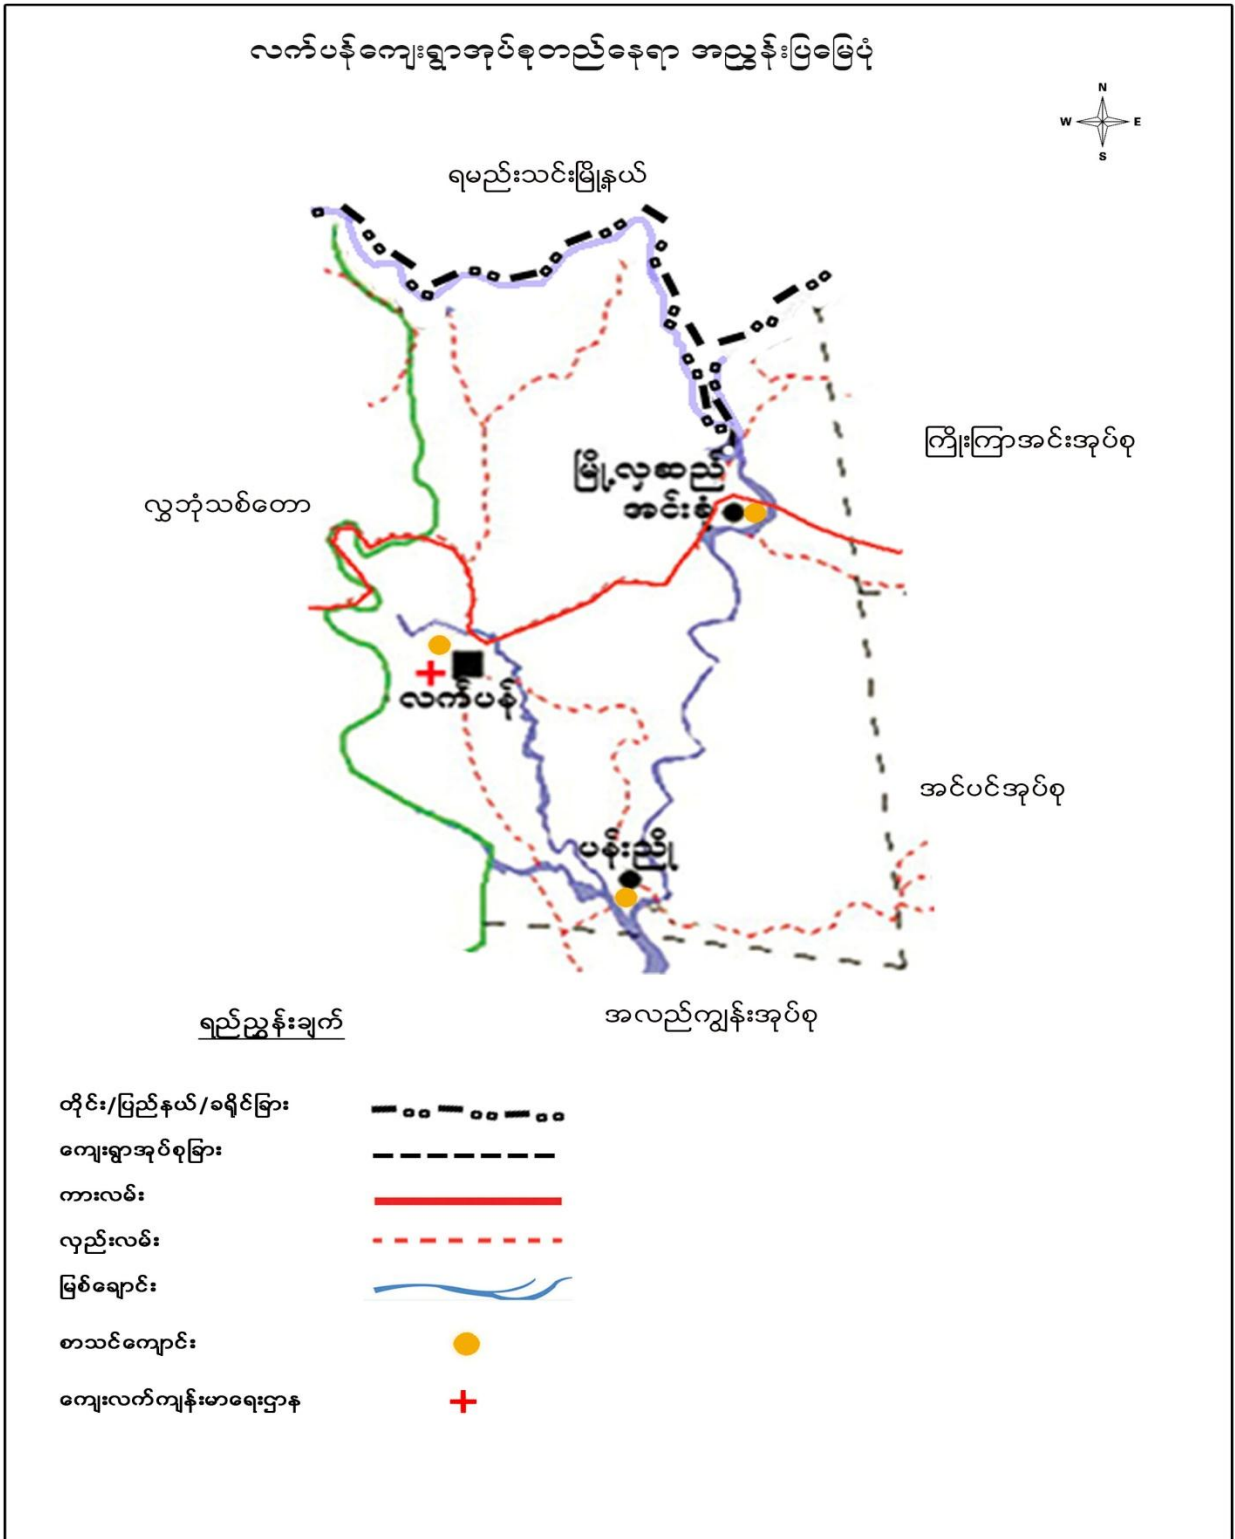 လက်ပန်ကျေးရွာအုပ်စုတည်နေရာ အညွှန်းပြမြေပုံ
N
W E
S
ရမည်းသင်းမြို့နယ်
ကြိုးကြာအင်းအုပ်စု
မြို့လှဆည်
အင်းစု
လွှဘုံသစ်တော
လက်ပန်
အင်ပင်အုပ်စု
ပန်းညို
အလည်ကျွန်းအုပ်စု
ရည်ညွှန်းချက်
တိုင်း/ပြည်နယ်/ခရိုင်ခြား
ကျေးရွာအုပ်စုခြား
ကားလမ်း
လှည်းလမ်း
မြစ်ချောင်း
စာသင်ကျောင်း
ကျေးလက်ကျန်းမာရေးဌာန